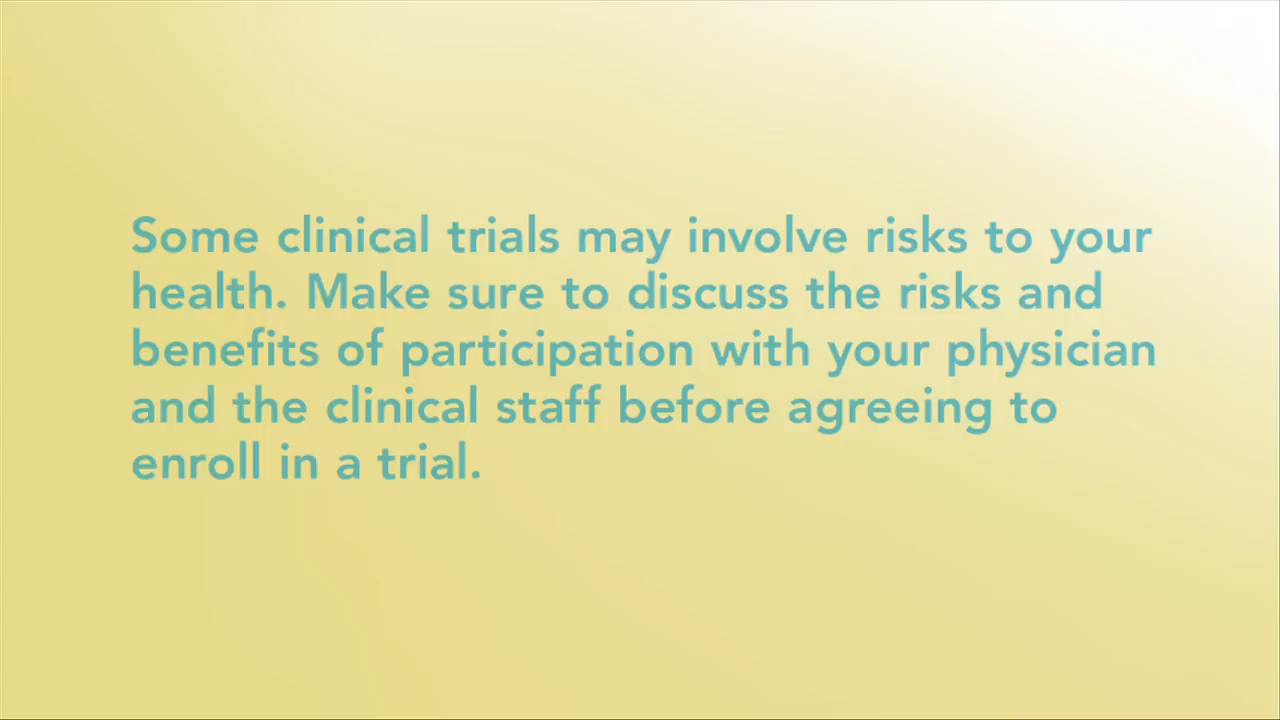 Some clinical trials may involve risks to your
health. Make sure to discuss the risks and
benefits of participation with your physician
and the clinical staff before agreeing to
enroll in a trial.